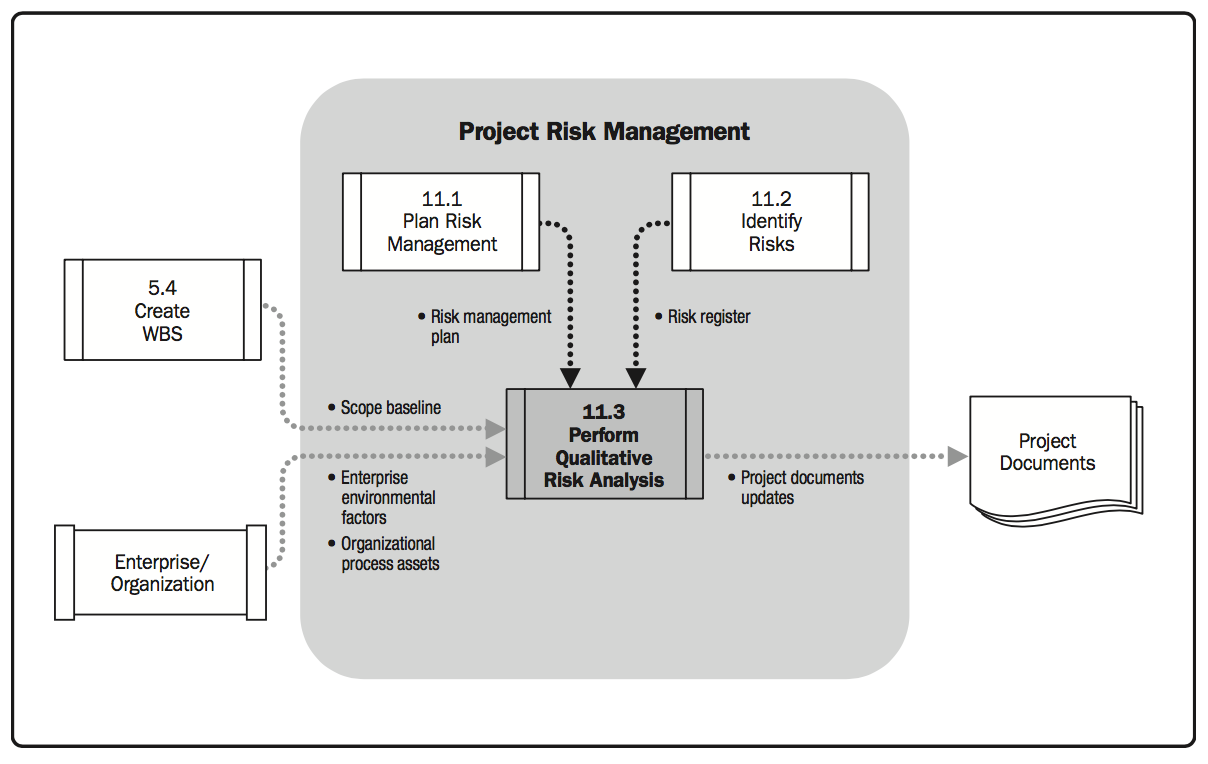 Project Risk Management
11.1
Plan Risk
Management
11.2
Identify
Risks
5.4
Create
WBS
• Risk management
plan
• Risk register
• Scope baseline
11.3
Perform
Qualitative
Risk Analysis
Project
Documents
• Enterprise
environmental
factors
• Organizational
process assets
• Project documents
updates
Enterprise/
Organization